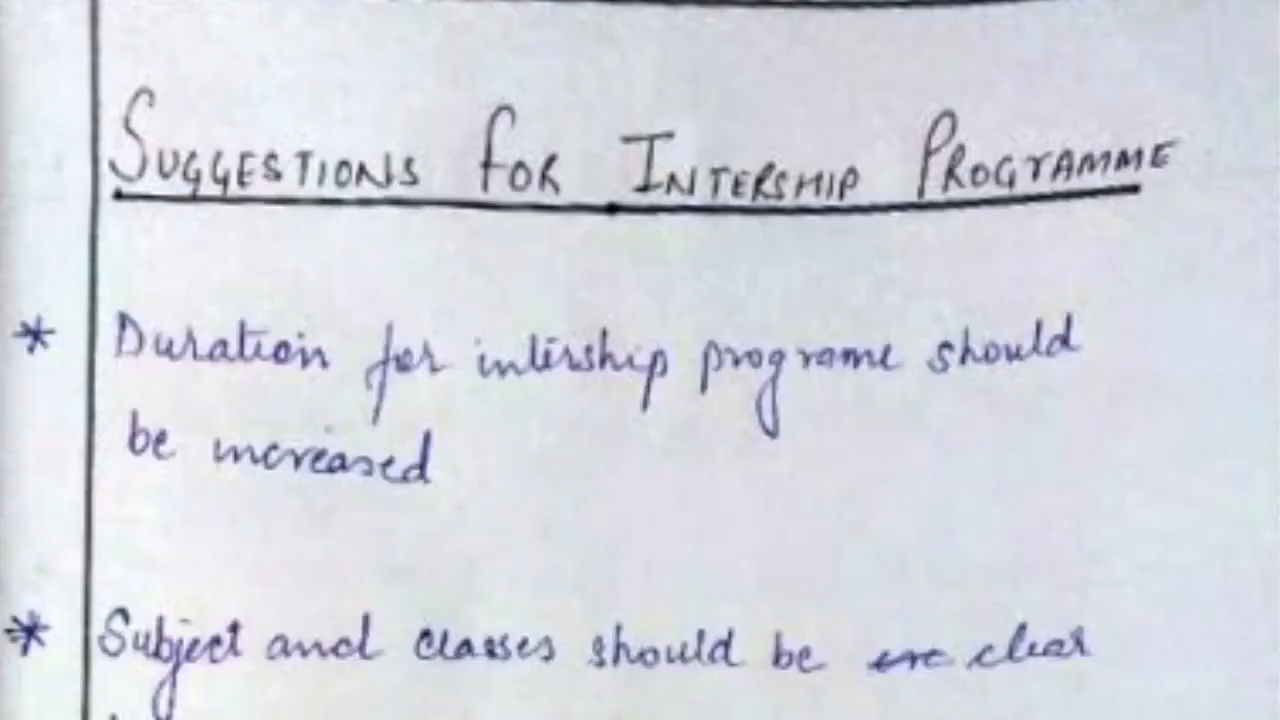 SUGGESTIONS FOR INTERSHIP PROGRAMME
* Duration for intership programe should
be increased
* Subject and classes should be clear